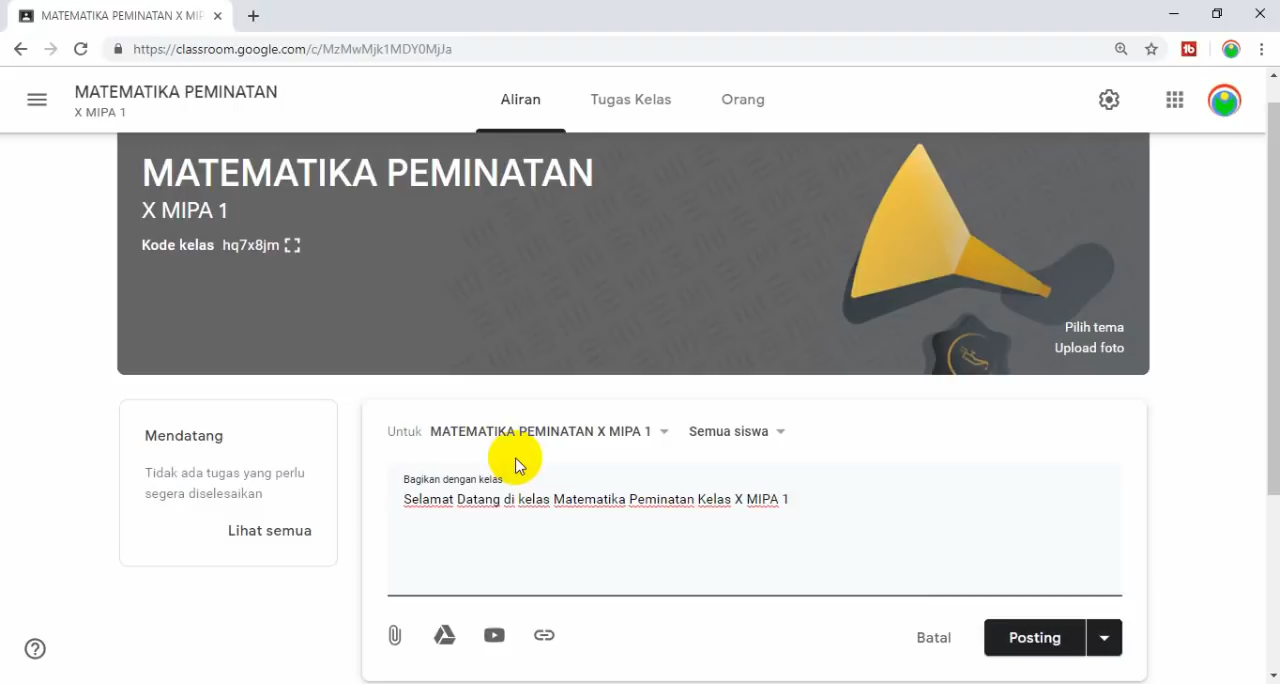 MATEMATIKA PEMINATAN X MIP
https://classroom.google.com/c/MzMwMjk1MDY0MjJa
MATEMATIKA PEMINATAN
X MIPA 1
Aliran
Tugas Kelas
Orang
MATEMATIKA PEMINATAN
X MIPA 1
Kode kelas hq7x8jm
Pilih tema
Upload foto
Mendatang
Tidak ada tugas yang perlu
segera diselesaikan
Lihat semua
Untuk MATEMATIKA PEMINATAN X MIPA 1 Semua siswa
Bagikan dengan kelas
Selamat Datang di kelas Matematika Peminatan Kelas X MIPA 1
Batal
Posting